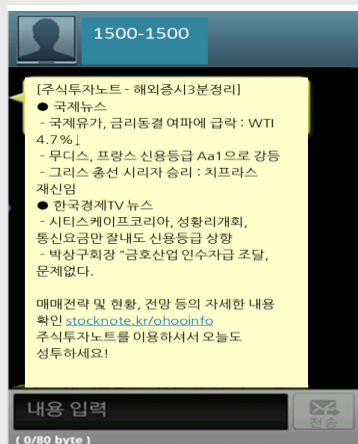 1500-1500
[주식투자노트 - 해외증시3분정리]
● 국제뉴스
- 국제유가, 금리동결 여파에 급락 : WTI
4.7%↓
- 무디스, 프랑스 신용등급 Aa1으로 강등
- 그리스 총선 시리자 승리 : 치프라스
재신임
● 한국경제TV 뉴스
- 시티스케이프코리아, 성황리개회,
통신요금만 잘내도 신용등급 상향
- 박상구회장 "금호산업 인수자급 조달,
문제없다.
매매전략 및 현황, 전망 등의 자세한 내용
확인 stocknote.kr/ohooinfo
주식투자노트를 이용하셔서 오늘도
성투하세요!
내용 입력
전송
( 0/80 byte )